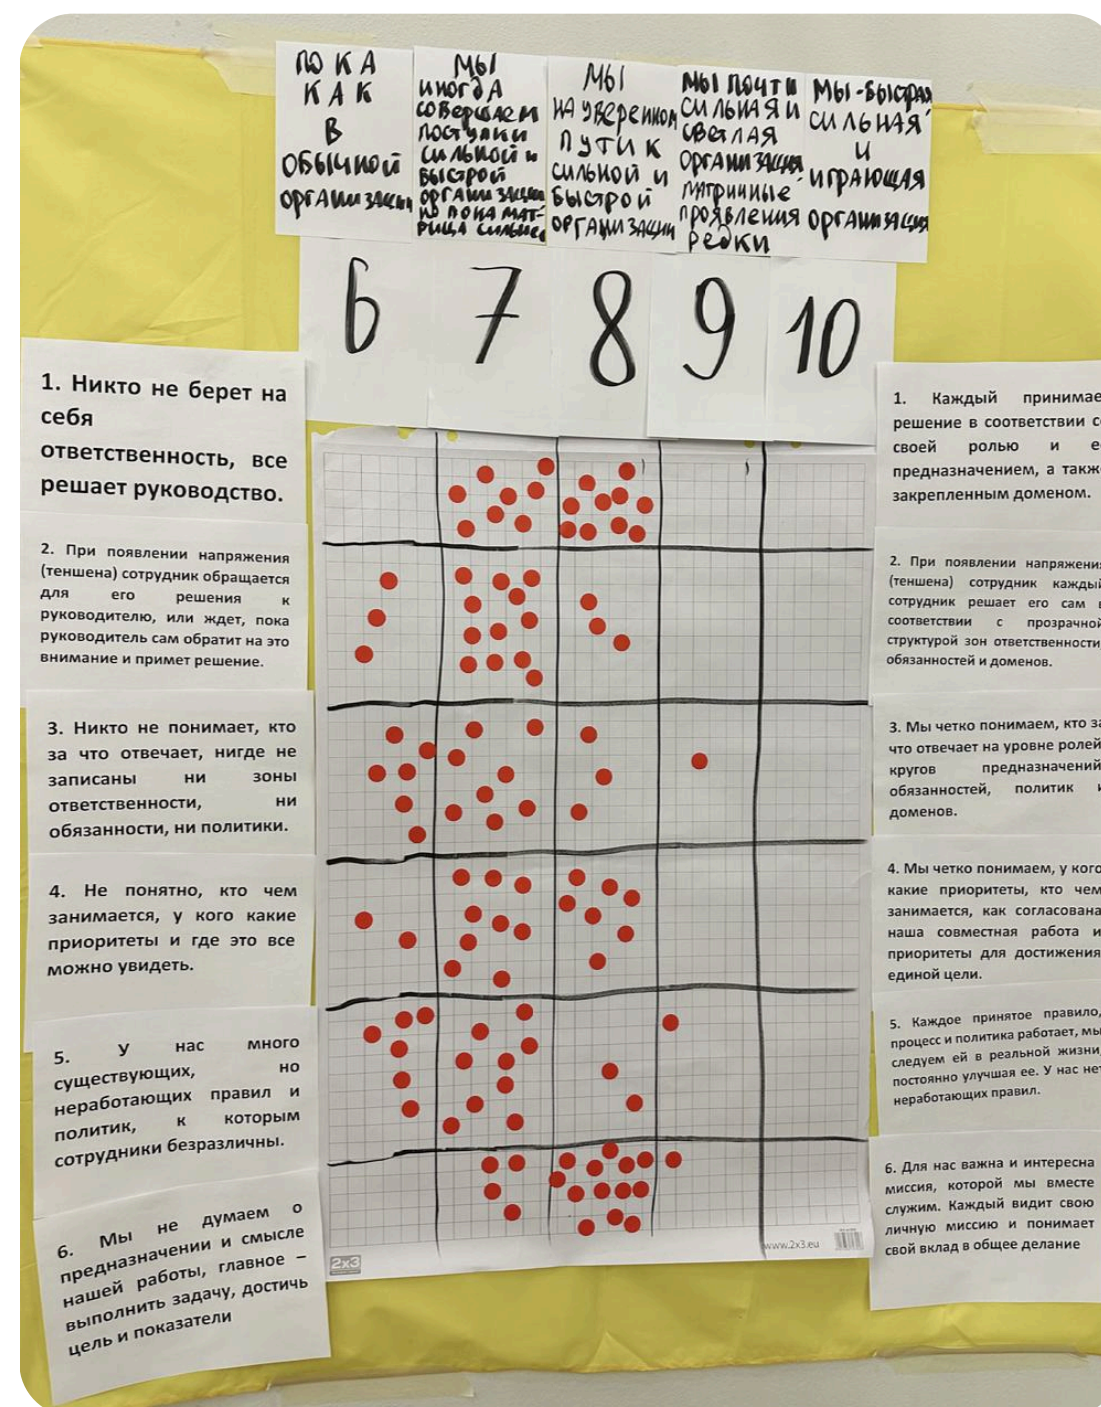 ПОКА
КАК
В
ОБЫЧНОЙ
ОРГАНИЗАЦИИ
МЫ
ИНОГДА
СОВЕРШАЕМ
ПОСТУПКИ
СИЛЬНОЙ И
БЫСТРОЙ
ОРГАНИЗАЦИИ
НО ПОКА МАТ-
РИЦА СИЛЬНЕЕ
МЫ
НА УВЕРЕННОМ
ПУТИ К
СИЛЬНОЙ И
БЫСТРОЙ
ОРГАНИЗАЦИИ
МЫ ПОЧТИ
СИЛЬНАЯ И
СВЕТЛАЯ
ОРГАНИЗАЦИЯ,
МАТРИЧНЫЕ
ПРОЯВЛЕНИЯ
РЕДКИ
МЫ - БЫСТРАЯ,
СИЛЬНАЯ
И
ИГРАЮЩАЯ
ОРГАНИЗАЦИЯ
6 7 8 9 10
1. Никто не берет на
себя
ответственность, все
решает руководство.
2. При появлении напряжения
(теншена) сотрудник обращается
для его решения к
руководителю, или ждет, пока
руководитель сам обратит на это
внимание и примет решение.
3. Никто не понимает, кто
за что отвечает, нигде не
записаны ни зоны
ответственности, ни
обязанности, ни политики.
4. Не понятно, кто чем
занимается, у кого какие
приоритеты и где это все
можно увидеть.
5. У нас много
существующих, но
неработающих правил и
политик, к которым
сотрудники безразличны.
6. Мы не думаем о
предназначении и смысле
нашей работы, главное –
выполнить задачу, достичь
цель и показатели
1. Каждый принимае
решение в соответствии с
своей ролью и е
предназначением, а такж
закрепленным доменом.
2. При появлении напряжения
(теншена) сотрудник каждый
сотрудник решает его сам в
соответствии с прозрачной
структурой зон ответственности,
обязанностей и доменов.
3. Мы четко понимаем, кто за
что отвечает на уровне ролей
кругов предназначений
обязанностей, политик и
доменов.
4. Мы четко понимаем, у кого
какие приоритеты, кто чем
занимается, как согласована
наша совместная работа и
приоритеты для достижения
единой цели.
5. Каждое принятое правило,
процесс и политика работает, мы
следуем ей в реальной жизни,
постоянно улучшая ее. У нас нет
неработающих правил.
6. Для нас важна и интересна
миссия, которой мы вместе
служим. Каждый видит свою
личную миссию и понимает
свой вклад в общее делание
2x3
www.2x3.eu